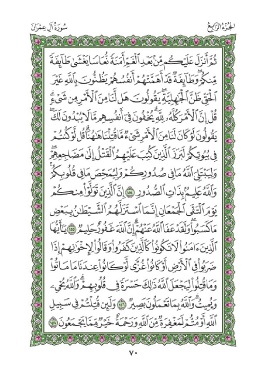 الجزء الرابع سورة آل عمران
ثُمَّ أَنزَلَ عَلَيْكُم مِّنۢ بَعْدِ ٱلْغَمِّ أَمَنَةً نُّعَاسًا يَغْشَىٰ طَآئِفَةً
مِّنكُمْ وَطَآئِفَةٌ قَدْ أَهَمَّتْهُمْ أَنفُسُهُمْ يَظُنُّونَ بِٱللَّهِ غَيْرَ
ٱلْحَقِّ ظَنَّ ٱلْجَٰهِلِيَّةِ يَقُولُونَ هَل لَّنَا مِنَ ٱلْأَمْرِ مِن شَىْءٍ
قُلْ إِنَّ ٱلْأَمْرَ كُلَّهُۥ لِلَّهِ يُخْفُونَ فِىٓ أَنفُسِهِم مَّا لَا يُبْدُونَ لَكَ
يَقُولُونَ لَوْ كَانَ لَنَا مِنَ ٱلْأَمْرِ شَىْءٌ مَّا قُتِلْنَا هَٰهُنَا قُل لَّوْ كُنتُمْ
فِى بُيُوتِكُمْ لَبَرَزَ ٱلَّذِينَ كُتِبَ عَلَيْهِمُ ٱلْقَتْلُ إِلَىٰ مَضَاجِعِهِمْ
وَلِيَبْتَلِىَ ٱللَّهُ مَا فِى صُدُورِكُمْ وَلِيُمَحِّصَ مَا فِى قُلُوبِكُمْ
وَٱللَّهُ عَلِيمٌۢ بِذَاتِ ٱلصُّدُورِ ۝١٥٤ إِنَّ ٱلَّذِينَ تَوَلَّوْا۟ مِنكُمْ
يَوْمَ ٱلْتَقَى ٱلْجَمْعَانِ إِنَّمَا ٱسْتَزَلَّهُمُ ٱلشَّيْطَٰنُ بِبَعْضِ
مَا كَسَبُوا۟ وَلَقَدْ عَفَا ٱللَّهُ عَنْهُمْ إِنَّ ٱللَّهَ غَفُورٌ حَلِيمٌ ۝١٥٥ يَٰٓأَيُّهَا
ٱلَّذِينَ ءَامَنُوا۟ لَا تَكُونُوا۟ كَٱلَّذِينَ كَفَرُوا۟ وَقَالُوا۟ لِإِخْوَٰنِهِمْ إِذَا
ضَرَبُوا۟ فِى ٱلْأَرْضِ أَوْ كَانُوا۟ غُزًّى لَّوْ كَانُوا۟ عِندَنَا مَا مَاتُوا۟
وَمَا قُتِلُوا۟ لِيَجْعَلَ ٱللَّهُ ذَٰلِكَ حَسْرَةً فِى قُلُوبِهِمْ وَٱللَّهُ يُحْىِۦ
وَيُمِيتُ وَٱللَّهُ بِمَا تَعْمَلُونَ بَصِيرٌ ۝١٥٦ وَلَئِن قُتِلْتُمْ فِى سَبِيلِ
ٱللَّهِ أَوْ مُتُّمْ لَمَغْفِرَةٌ مِّنَ ٱللَّهِ وَرَحْمَةٌ خَيْرٌ مِّمَّا يَجْمَعُونَ ۝١٥٧
٧٠